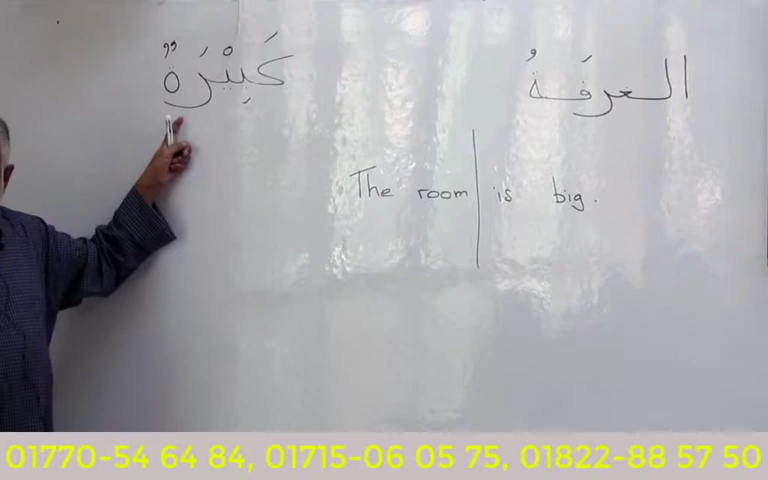 الغرفَةُ كَبِيْرَةٌ
The room | is big.
01770-54 64 84, 01715-06 05 75, 01822-88 57 50